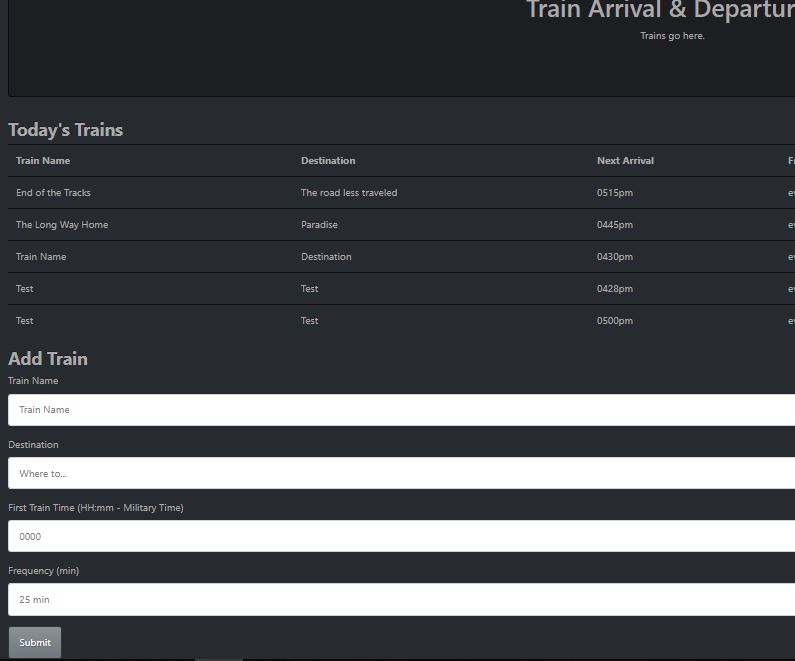 Train Arrival & Departur
Trains go here.
Today's Trains
Train Name Destination Next Arrival
End of the Tracks The road less traveled 0515pm
The Long Way Home Paradise 0445pm
Train Name Destination 0430pm
Test Test 0428pm
Test Test 0500pm
Add Train
Train Name
Train Name
Destination
Where to...
First Train Time (HH:mm - Military Time)
0000
Frequency (min)
25 min
Submit